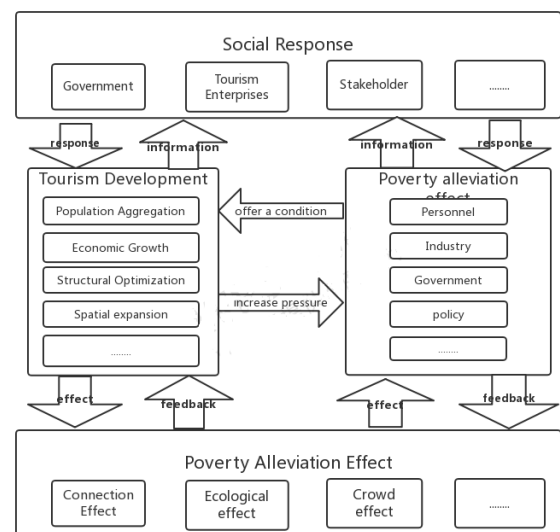 Social Response
Government
Tourism
Enterprises
Stakeholder
........
response
information
information
response
Tourism Development
Population Aggregation
Economic Growth
Structural Optimization
Spatial expansion
........
offer a condition
increase pressure
Poverty alleviation
effect
Personnel
Industry
Government
policy
........
effect
feedback
effect
feedback
Poverty Alleviation Effect
Connection
Effect
Ecological
effect
Crowd
effect
........